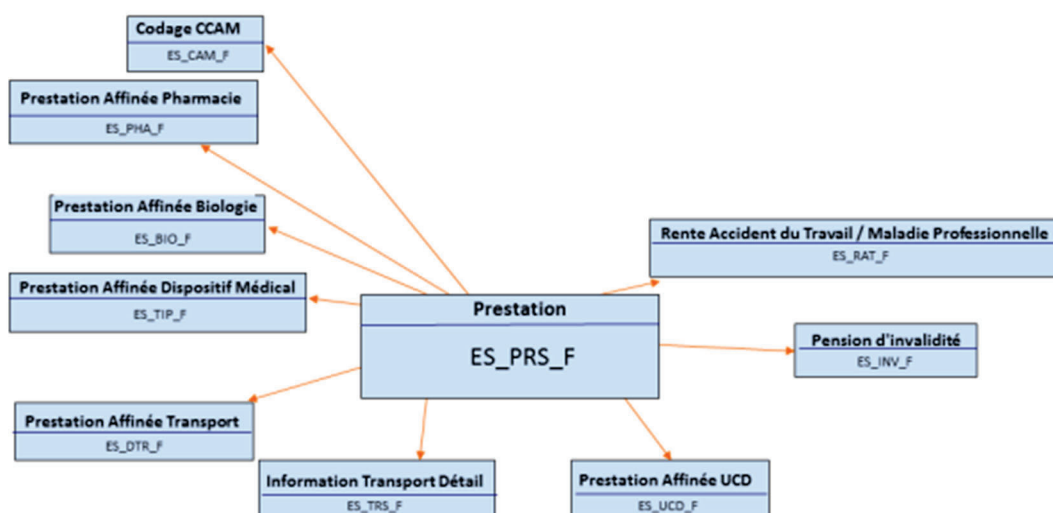 Codage CCAM
ES_CAM_F
Prestation Affinée Pharmacie
ES_PHA_F
Prestation Affinée Biologie
ES_BIO_F
Rente Accident du Travail / Maladie Professionnelle
ES_RAT_F
Prestation Affinée Dispositif Médical
ES_TIP_F
Prestation
ES_PRS_F
Pension d'invalidité
ES_INV_F
Prestation Affinée Transport
ES_DTR_F
Information Transport Détail
ES_TRS_F
Prestation Affinée UCD
ES_UCD_F